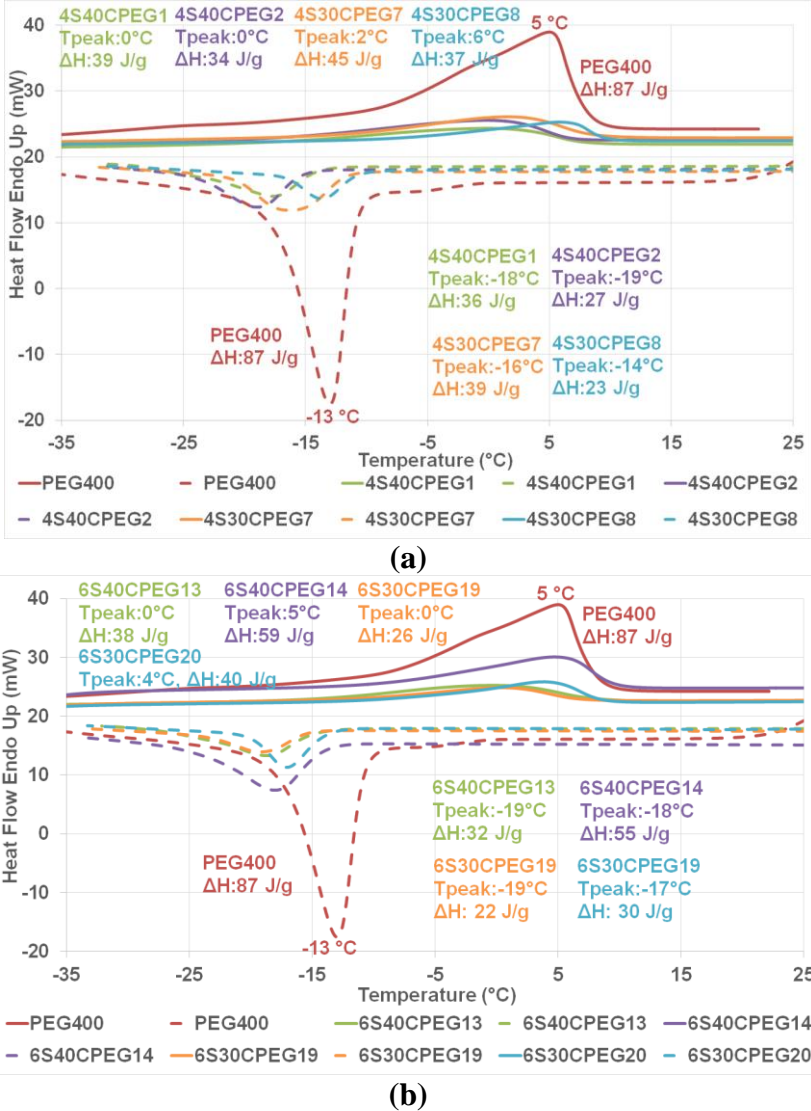 4S40CPEG1 4S40CPEG2 4S30CPEG7 4S30CPEG8
Tpeak:0°C Tpeak:0°C Tpeak:2°C Tpeak:6°C
ΔH:39 J/g ΔH:34 J/g ΔH:45 J/g ΔH:37 J/g
5 °C
PEG400
ΔH:87 J/g
Heat Flow Endo Up (mW)
40
30
20
10
0
-10
-20
4S40CPEG1 4S40CPEG2
Tpeak:-18°C Tpeak:-19°C
ΔH:36 J/g ΔH:27 J/g
PEG400
ΔH:87 J/g
4S30CPEG7 4S30CPEG8
Tpeak:-16°C Tpeak:-14°C
ΔH:39 J/g ΔH:23 J/g
-13 °C
-35 -25 -15 -5 5 15 25
Temperature (°C)
PEG400 PEG400 4S40CPEG1 4S40CPEG1 4S40CPEG2
4S40CPEG2 4S30CPEG7 4S30CPEG7 4S30CPEG8 4S30CPEG8
(a)
6S40CPEG13 6S40CPEG14 6S30CPEG19
Tpeak:0°C Tpeak:5°C Tpeak:0°C
ΔH:38 J/g ΔH:59 J/g ΔH:26 J/g
6S30CPEG20
Tpeak:4°C, ΔH:40 J/g
5 °C
PEG400
ΔH:87 J/g
Heat Flow Endo Up (mW)
40
30
20
10
0
-10
-20
6S40CPEG13 6S40CPEG14
Tpeak:-19°C Tpeak:-18°C
ΔH:32 J/g ΔH:55 J/g
PEG400
ΔH:87 J/g
6S30CPEG19 6S30CPEG19
Tpeak:-19°C Tpeak:-17°C
ΔH: 22 J/g ΔH: 30 J/g
-13 °C
-35 -25 -15 -5 5 15 25
Temperature (°C)
PEG400 PEG400 6S40CPEG13 6S40CPEG13 6S40CPEG14
6S40CPEG14 6S30CPEG19 6S30CPEG19 6S30CPEG20 6S30CPEG20
(b)